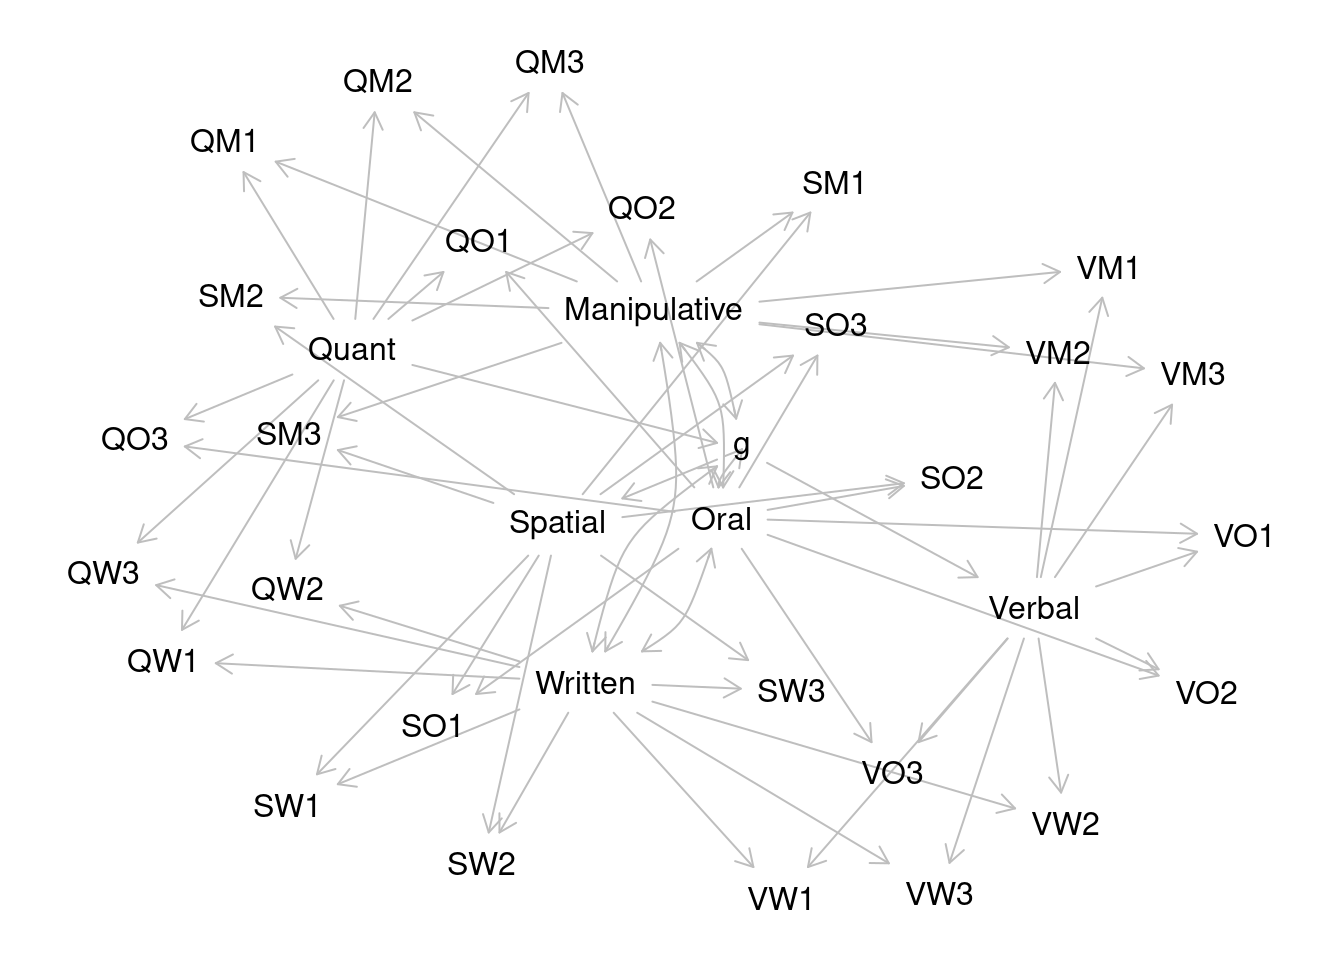 QM3
QM2
QM1
SM1
QO2
QO1
VM1
SM2
Manipulative
SO3
Quant
VM2
VM3
SM3
QO3
g
SO2
Spatial
Oral
VO1
QW3
QW2
Verbal
QW1
Written
SW3
VO2
SO1
VO3
SW1
VW2
SW2
VW3
VW1